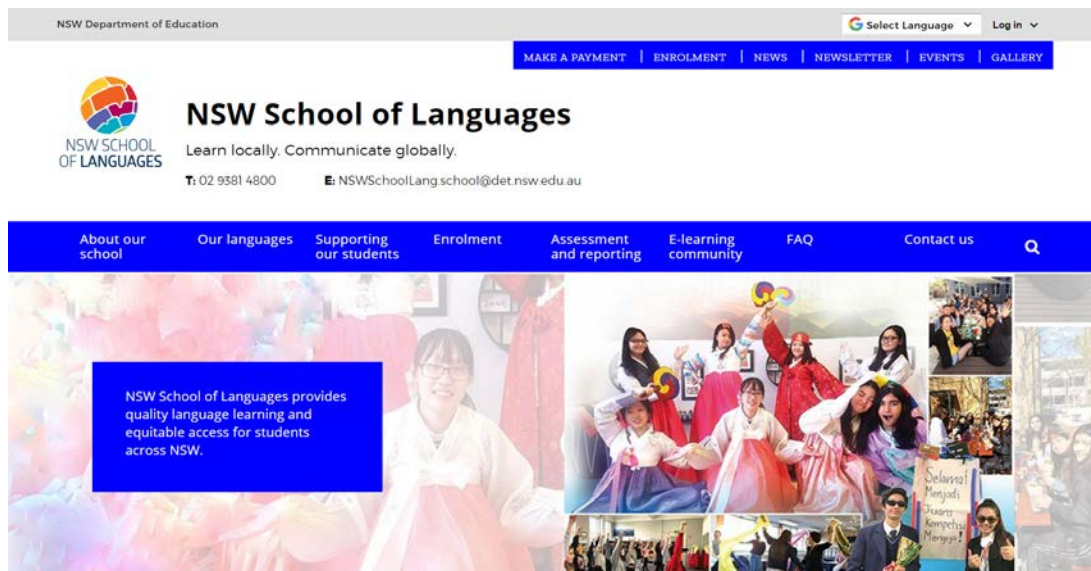 NSW Department of Education
Select Language
Log in
MAKE A PAYMENT | ENROLMENT | NEWS | NEWSLETTER | EVENTS | GALLERY
NSW SCHOOL
OF LANGUAGES
NSW School of Languages
Learn locally. Communicate globally.
T: 02 9381 4800 E: NSWSchoolLang.school@det.nsw.edu.au
About our
school
Our languages
Supporting
our students
Enrolment
Assessment
and reporting
E-learning
community
FAQ
Contact us
NSW School of Languages provides
quality language learning and
equitable access for students
across NSW.
Selamat
Menjadi
Juara
Kompetisi
Mengeja!